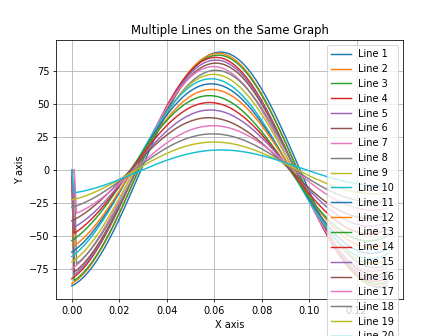 Multiple Lines on the Same Graph
Y axis
75
50
25
0
−25
−50
−75
0.00
0.02
0.04
0.06
0.08
0.10
X axis
Line 1
Line 2
Line 3
Line 4
Line 5
Line 6
Line 7
Line 8
Line 9
Line 10
Line 11
Line 12
Line 13
Line 14
Line 15
Line 16
Line 17
Line 18
Line 19
Line 20